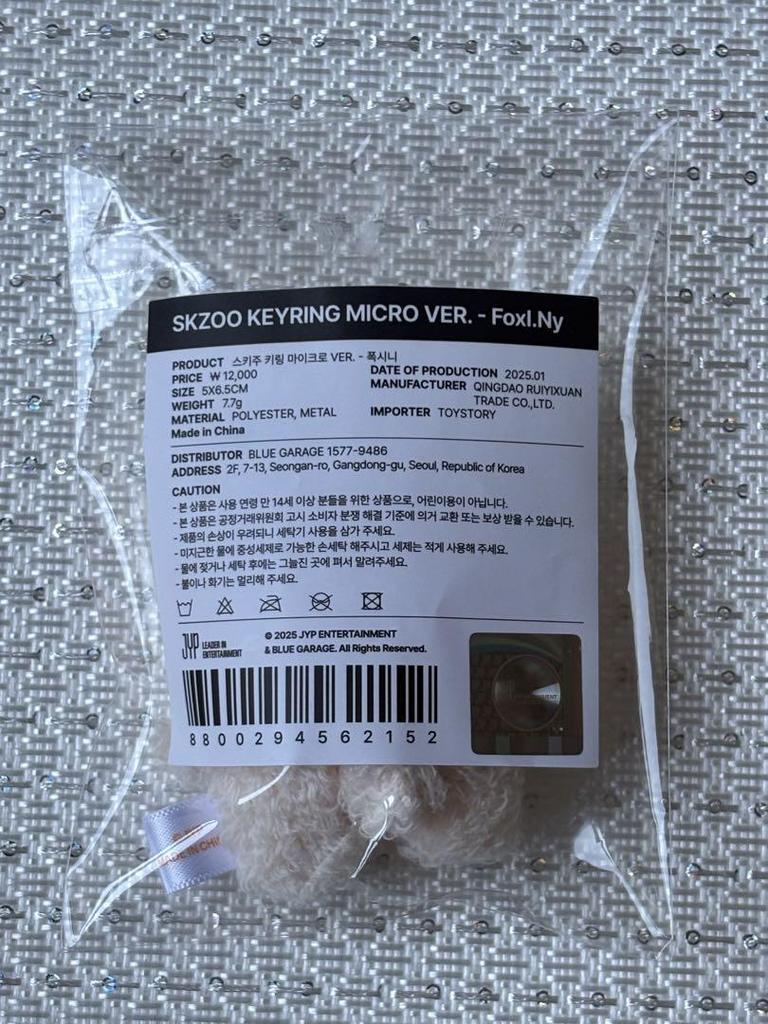 SKZOO KEYRING MICRO VER. - FoxI.Ny
PRODUCT 스키주 키링 마이크로 VER. - 폭시니
PRICE ₩ 12,000
SIZE 5X6.5CM
WEIGHT 7.7g
MATERIAL POLYESTER, METAL
Made in China
DATE OF PRODUCTION 2025.01
MANUFACTURER QINGDAO RUIYIXUAN
TRADE CO.,LTD.
IMPORTER TOYSTORY
DISTRIBUTOR BLUE GARAGE 1577-9486
ADDRESS 2F, 7-13, Seongan-ro, Gangdong-gu, Seoul, Republic of Korea
CAUTION
- 본 상품은 사용 연령 만 14세 이상 분들을 위한 상품으로, 어린이용이 아닙니다.
- 본 상품은 공정거래위원회 고시 소비자 분쟁 해결 기준에 의거 교환 또는 보상 받을 수 있습니다.
- 제품의 손상이 우려되니 세탁기 사용을 삼가 주세요.
- 미지근한 물에 중성세제로 가능한 손세탁 해주시고 세제는 적게 사용해 주세요.
- 물에 젖거나 세탁 후에는 그늘진 곳에 펴서 말려주세요.
- 불이나 화기는 멀리해 주세요.
JYP LEADER IN
ENTERTAINMENT
© 2025 JYP ENTERTAINMENT
& BLUE GARAGE. All Rights Reserved.
8800294562152
MADE IN CHIN